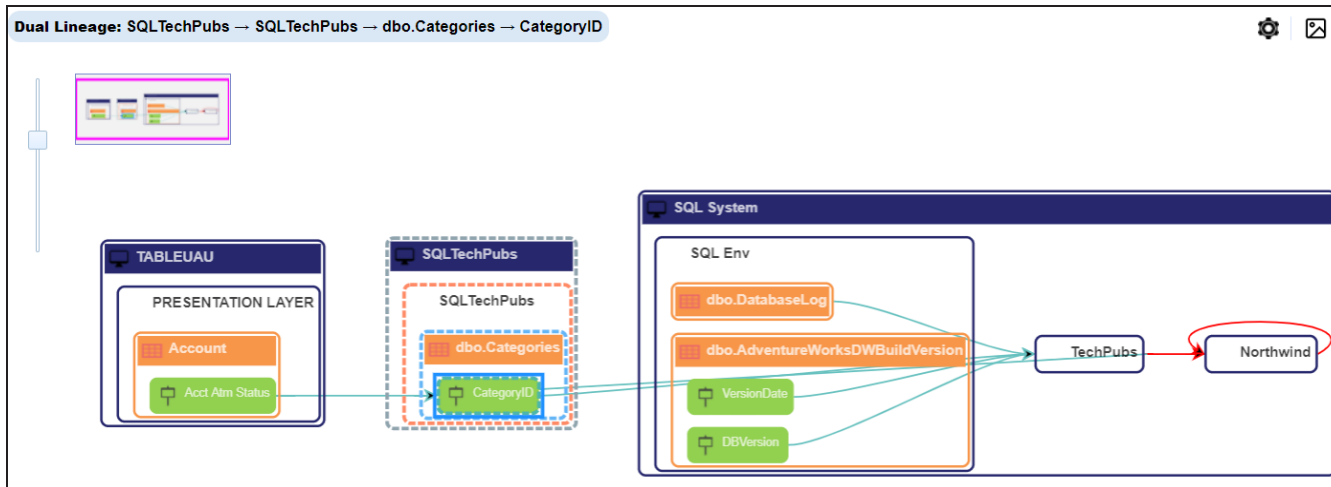 Dual Lineage: SQLTechPubs → SQLTechPubs → dbo.Categories → CategoryID
SQL System
TABLEUAU
SQLTechPubs
SQL Env
PRESENTATION LAYER
SQLTechPubs
dbo.DatabaseLog
Account
dbo.Categories
dbo.AdventureWorksDWBuildVersion
TechPubs
Northwind
Acct Atm Status
CategoryID
VersionDate
DBVersion